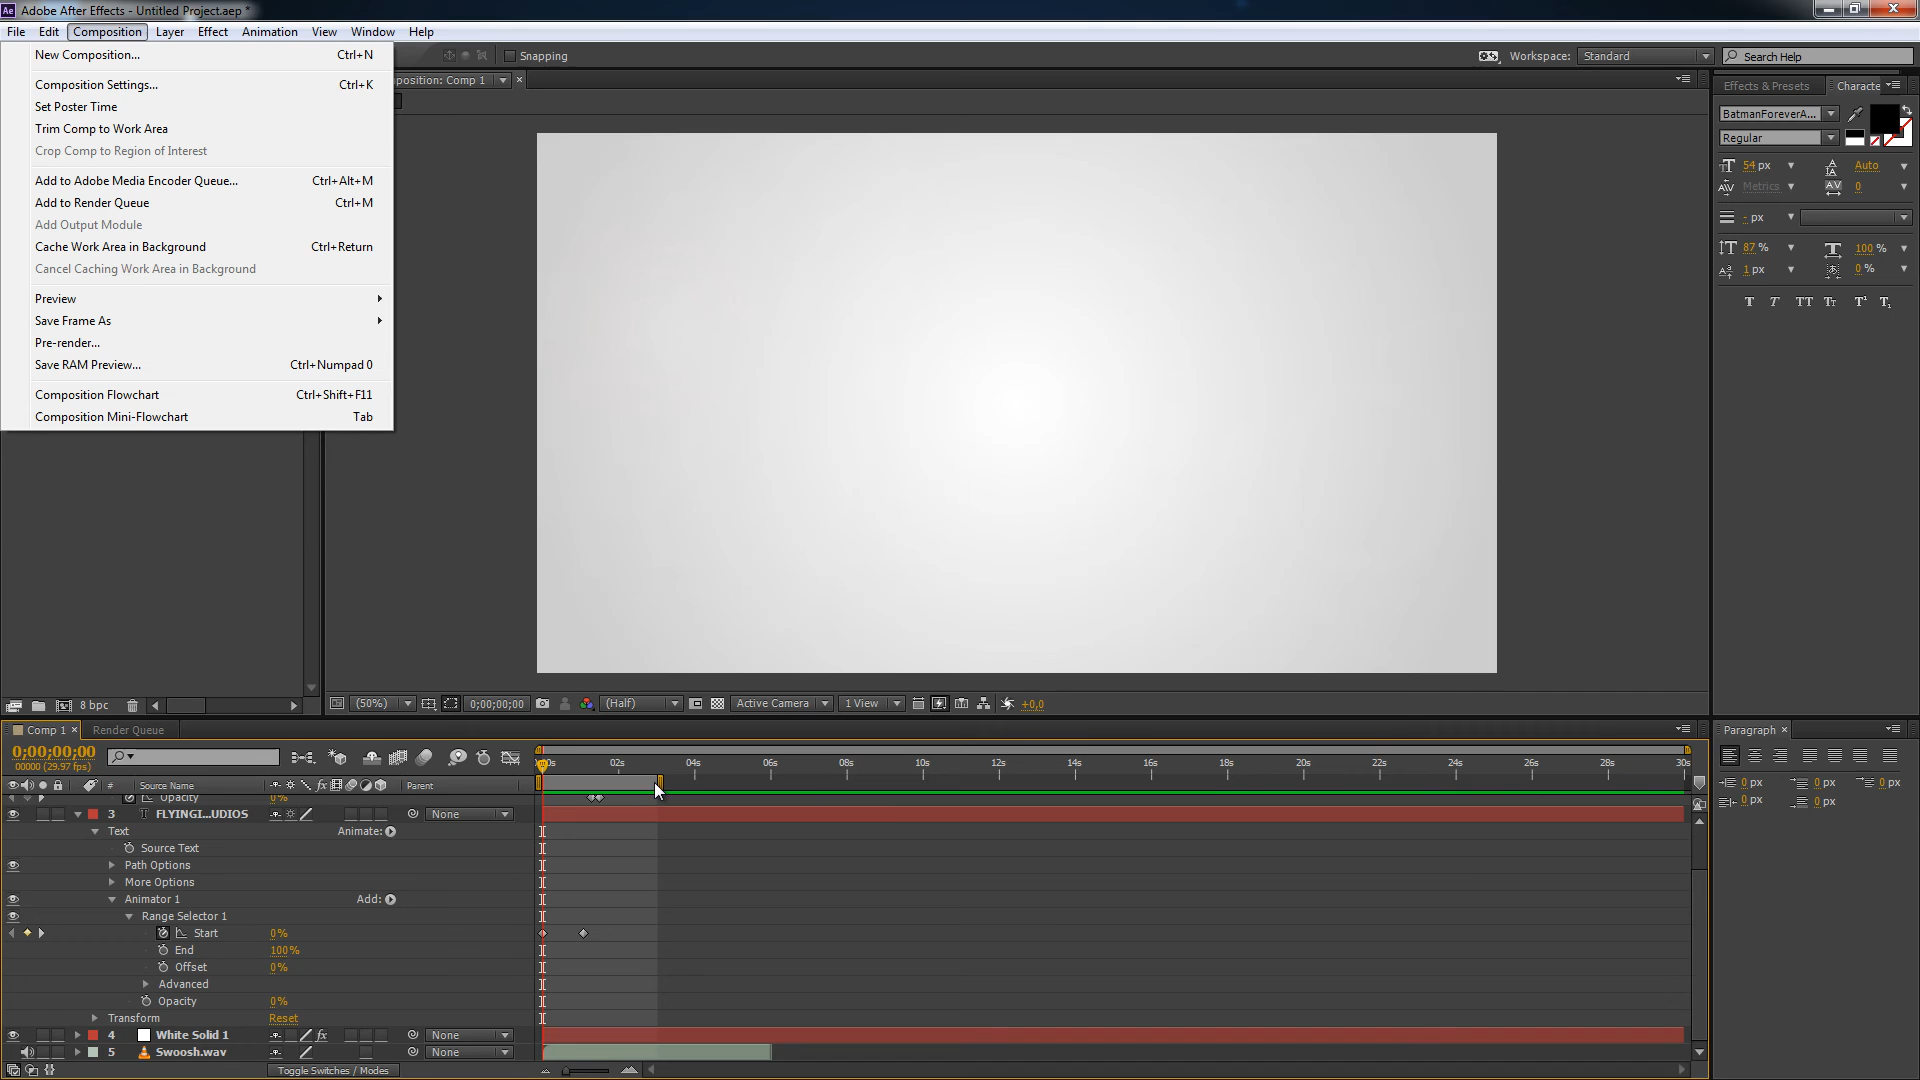 Ae Adobe After Effects - Untitled Project.aep *
File Edit Composition Layer Effect Animation View Window Help
New Composition... Ctrl+N
Composition Settings... Ctrl+K
Set Poster Time
Trim Comp to Work Area
Crop Comp to Region of Interest
Add to Adobe Media Encoder Queue... Ctrl+Alt+M
Add to Render Queue Ctrl+M
Add Output Module
Cache Work Area in Background Ctrl+Return
Cancel Caching Work Area in Background
Preview
Save Frame As
Pre-render...
Save RAM Preview... Ctrl+Numpad 0
Composition Flowchart Ctrl+Shift+F11
Composition Mini-Flowchart Tab
Snapping
Workspace: Standard
Search Help
position: Comp 1
Effects & Presets Characte
BatmanForeverA...
Regular
54 px Auto
Metrics 0
- px
87 % 100 %
1 px 0 %
T T TT Tt T¹ T₁
8 bpc
(50%) 0;00;00;00 (Half) Active Camera 1 View +0,0
Comp 1 Render Queue
0;00;00;00
00000 (29.97 fps)
02s 04s 06s 08s 10s 12s 14s 16s 18s 20s 22s 24s 26s 28s 30s
# Source Name fx Parent
Opacity 0%
3 T FLYINGI...UDIOS None
Text Animate:
Source Text
Path Options
More Options
Animator 1 Add:
Range Selector 1
Start 0%
End 100%
Offset 0%
Advanced
Opacity 0%
Transform Reset
4 White Solid 1 fx None
5 Swoosh.wav None
Toggle Switches / Modes
Paragraph
0 px 0 px 0 px
0 px 0 px